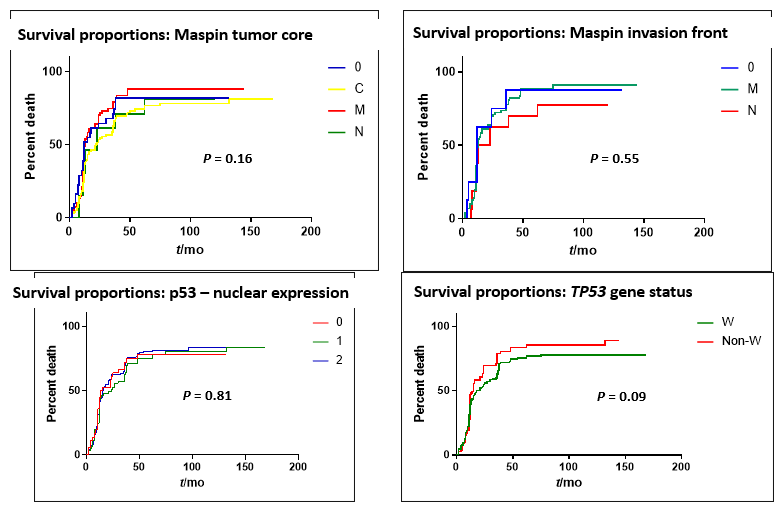 Survival proportions: Maspin tumor core
100
50
0
Percent death
0 50 100 150 200
t/mo
0
C
M
N
P = 0.16
Survival proportions: Maspin invasion front
100
50
0
Percent death
0 50 100 150 200
t/mo
0
M
N
P = 0.55
Survival proportions: p53 – nuclear expression
100
50
0
Percent death
0 50 100 150 200
t/mo
0
1
2
P = 0.81
Survival proportions: TP53 gene status
100
50
0
Percent death
0 50 100 150 200
t/mo
W
Non-W
P = 0.09